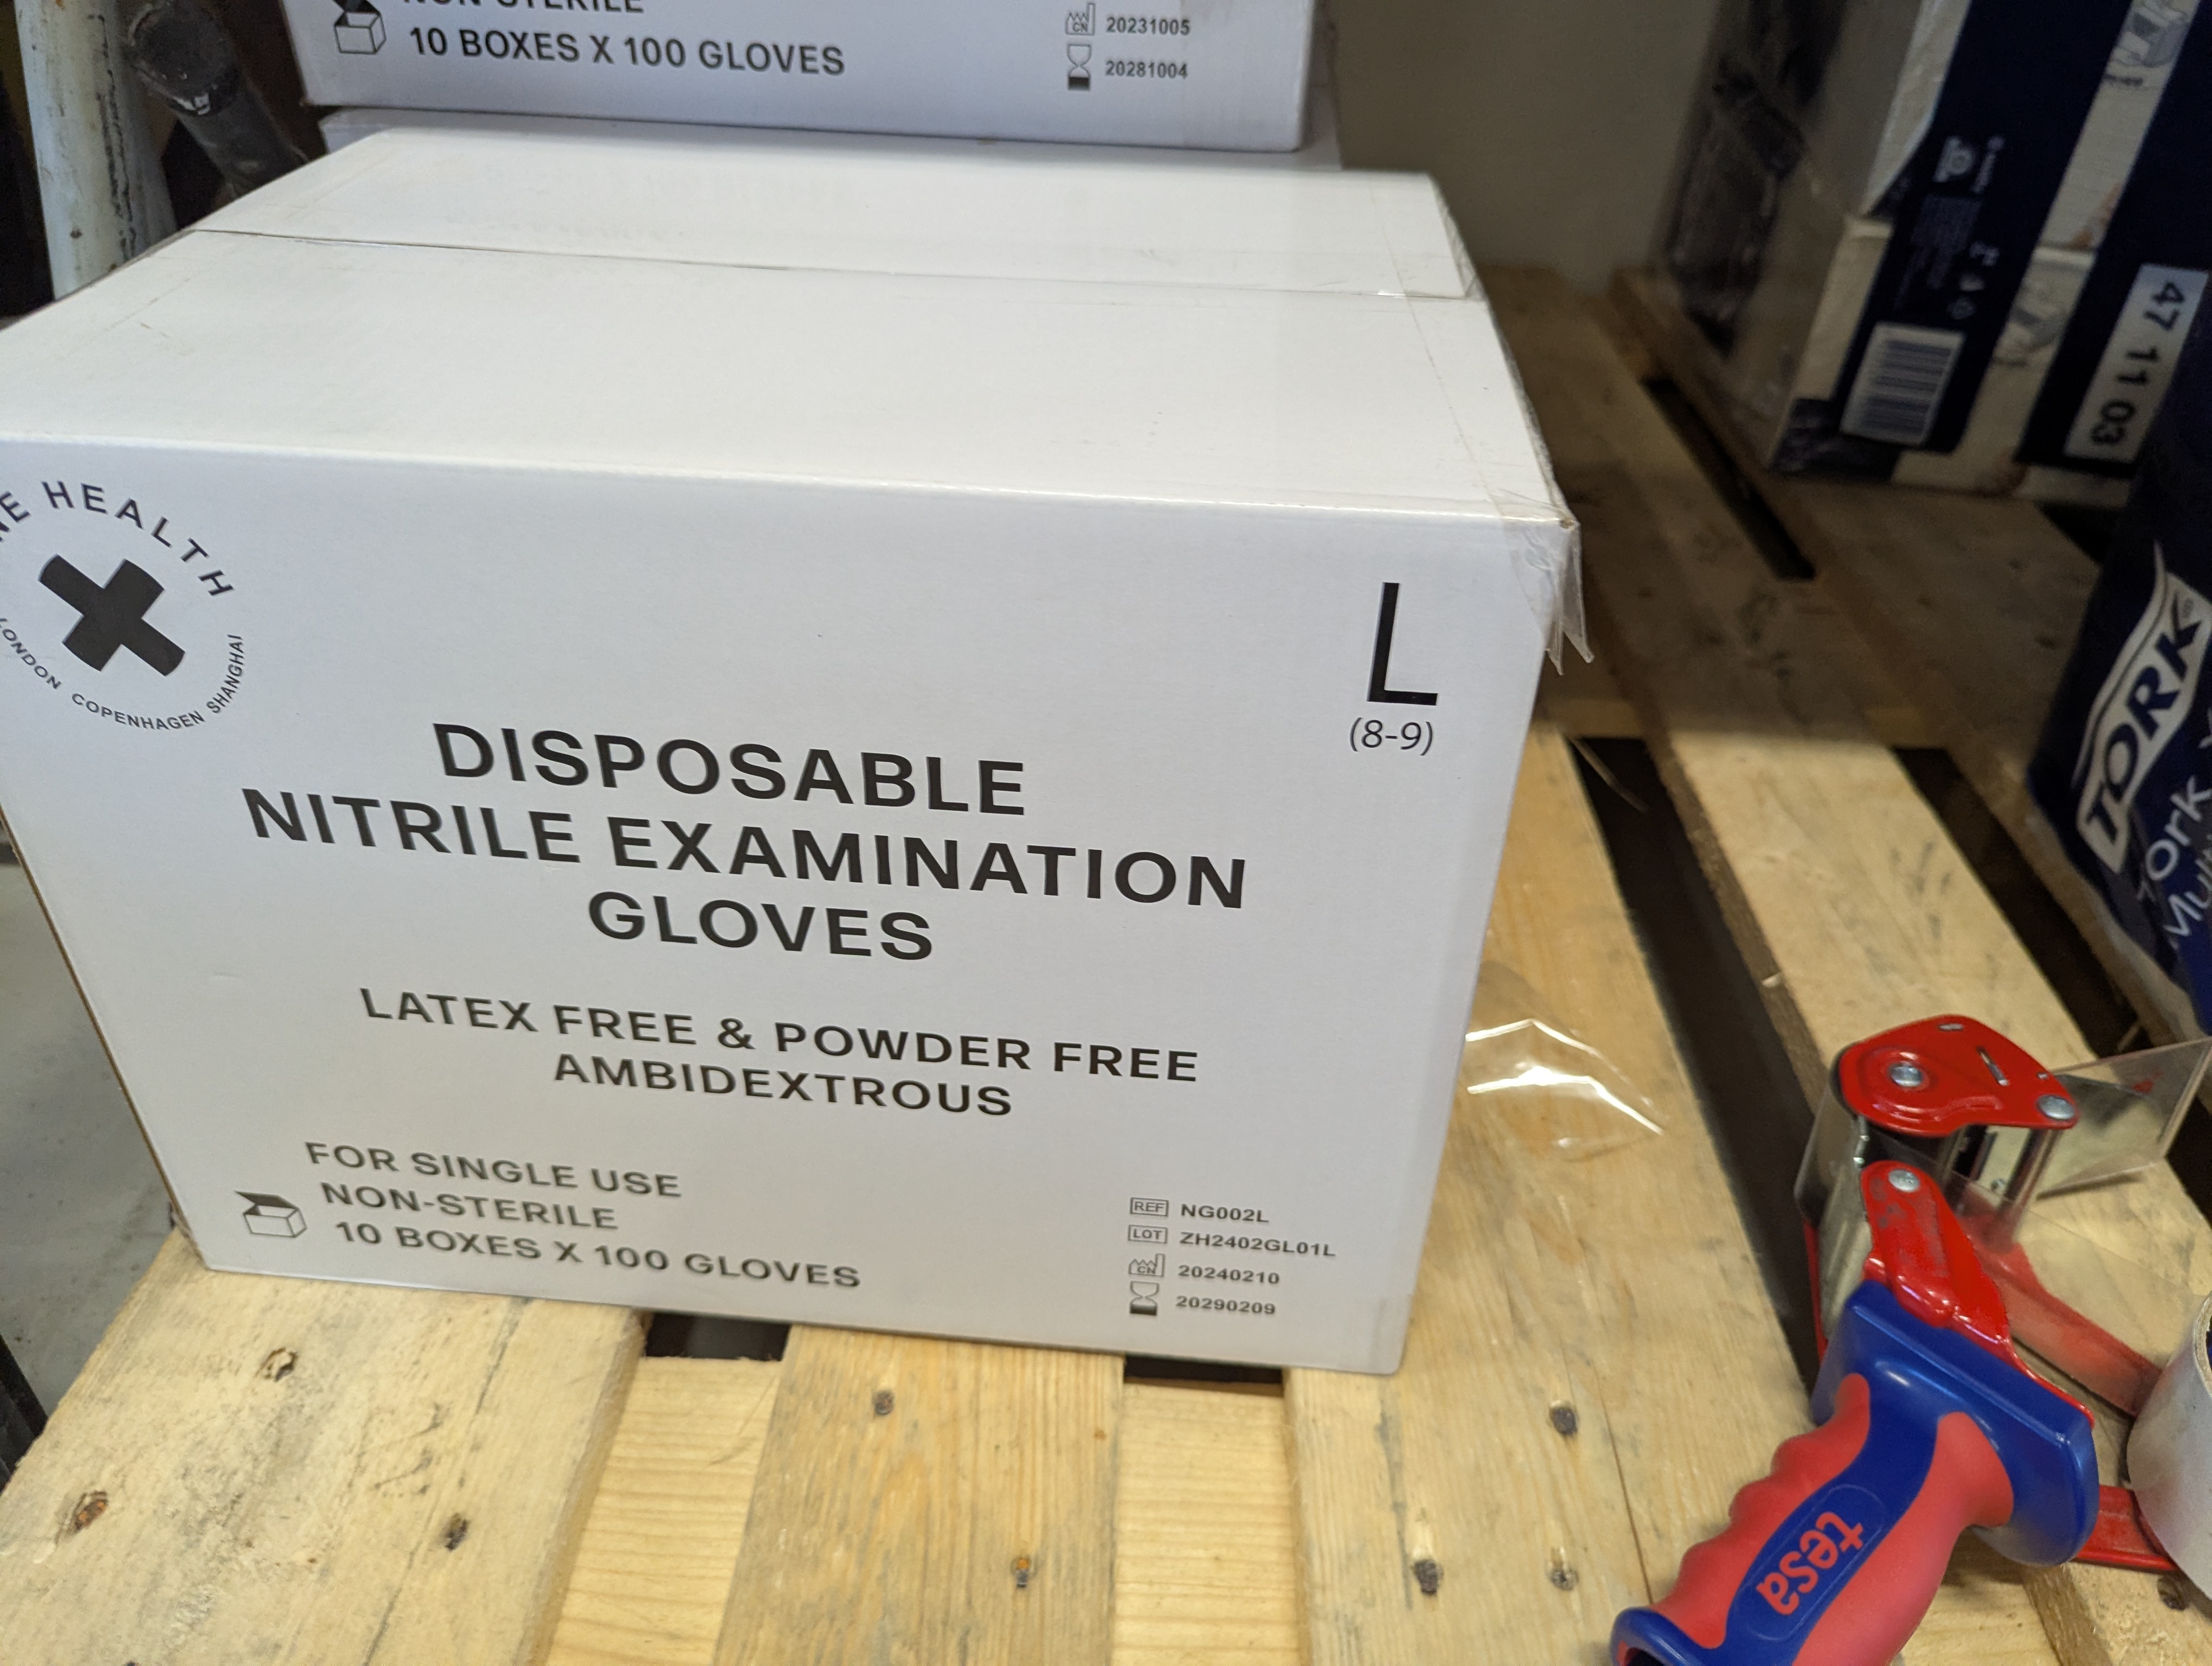 10 BOXES X 100 GLOVES
CN 20231005
20281004
47 11 03
NE HEALTH
LONDON COPENHAGEN SHANGHAI
L
(8-9)
DISPOSABLE
NITRILE EXAMINATION
GLOVES
LATEX FREE & POWDER FREE
AMBIDEXTROUS
FOR SINGLE USE
NON-STERILE
10 BOXES X 100 GLOVES
REF NG002L
LOT ZH2402GL01L
CN 20240210
20290209
TORK
Tork
tesa